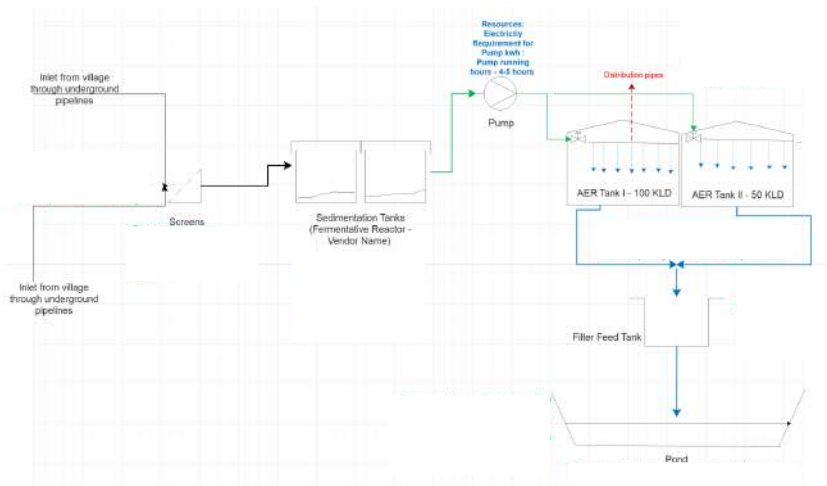 Resources:
Electricity
Requirement for
Pump kwh :
Pump running
hours - 4-5 hours
Distribution pipes
Inlet from village
through underground
pipelines
Pump
AER Tank I - 100 KLD
AER Tank II - 50 KLD
Screens
Sedimentation Tanks
(Fermentative Reactor -
Vendor Name)
Inlet from village
through underground
pipelines
Filter Feed Tank
Pond